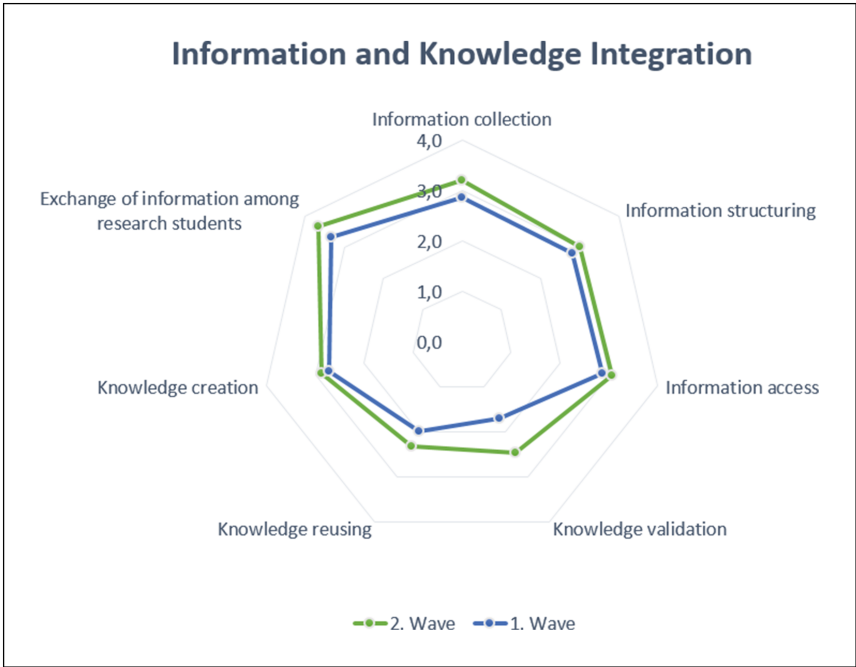 Information and Knowledge Integration
Information collection
4,0
3,0
2,0
1,0
0,0
Information structuring
Information access
Knowledge validation
Knowledge reusing
Knowledge creation
Exchange of information among
research students
2. Wave
1. Wave